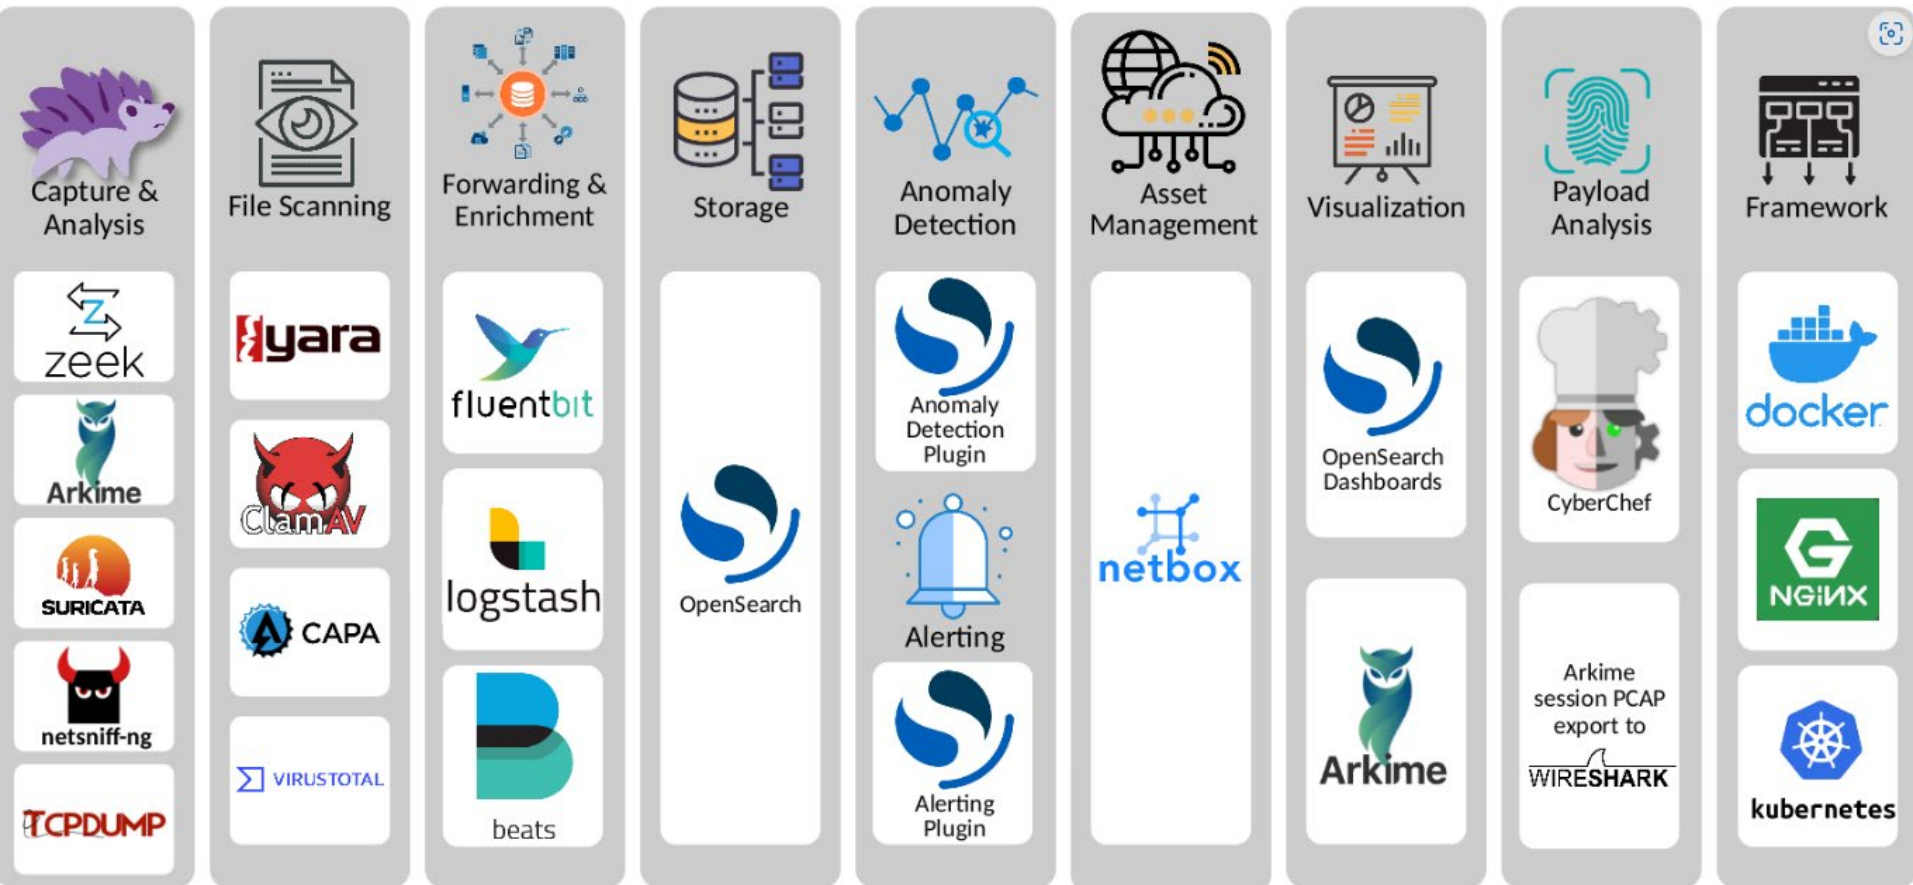 Capture &
Analysis
zeek
Arkime
SURICATA
netsniff-ng
TCPDUMP
File Scanning
yara
ClamAV
CAPA
VIRUSTOTAL
Forwarding &
Enrichment
fluentbit
logstash
beats
Storage
OpenSearch
Anomaly
Detection
Anomaly
Detection
Plugin
Alerting
Alerting
Plugin
Asset
Management
netbox
Visualization
OpenSearch
Dashboards
Arkime
Payload
Analysis
CyberChef
Arkime
session PCAP
export to
WIRESHARK
Framework
docker
G
NGiNX
kubernetes